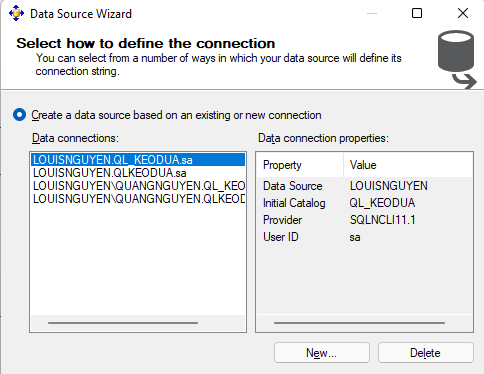 Data Source Wizard
Select how to define the connection
You can select from a number of ways in which your data source will define its
connection string.
Create a data source based on an existing or new connection
Data connections:
LOUISNGUYEN.QL_KEODUA.sa
LOUISNGUYEN.QLKEODUA.sa
LOUISNGUYEN\QUANGNGUYEN.QL_KEO
LOUISNGUYEN\QUANGNGUYEN.QLKEOD
Data connection properties:
Property Value
Data Source LOUISNGUYEN
Initial Catalog QL_KEODUA
Provider SQLNCLI11.1
User ID sa
New... Delete